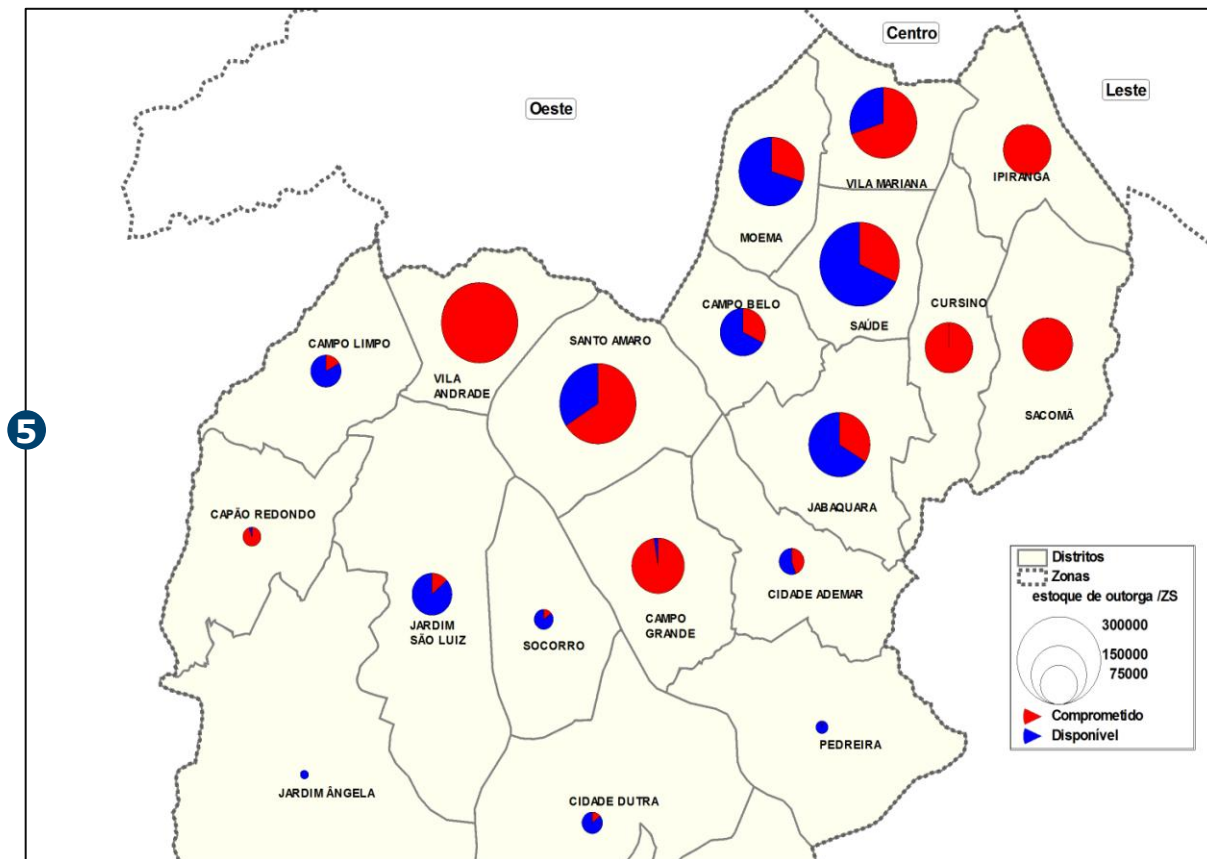 Centro
Leste
Oeste
VILA MARIANA
IPIRANGA
MOEMA
CAMPO BELO
CURSINO
SAÚDE
CAMPO LIMPO
SANTO AMARO
VILA
ANDRADE
SACOMÃ
5
CAPÃO REDONDO
JABAQUARA
CIDADE ADEMAR
JARDIM
SÃO LUIZ
SOCORRO
CAMPO
GRANDE
PEDREIRA
JARDIM ÂNGELA
CIDADE DUTRA
Distritos
Zonas
estoque de outorga /ZS
300000
150000
75000
Comprometido
Disponível